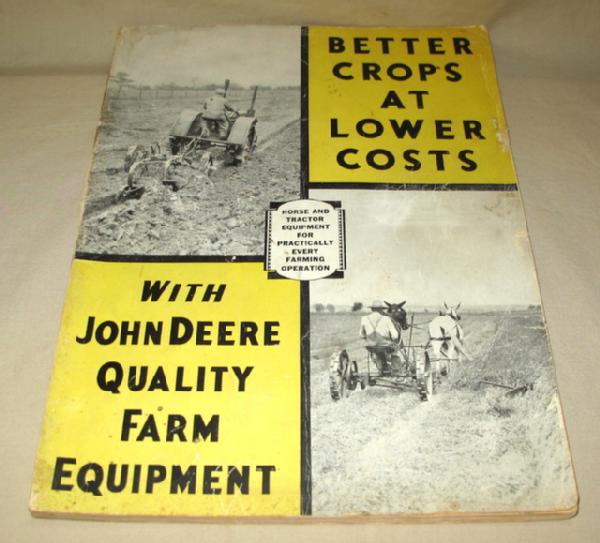 BETTER
CROPS
AT
LOWER
COSTS
HORSE AND
TRACTOR
EQUIPMENT
FOR
PRACTICALLY
EVERY
FARMING
OPERATION
WITH
JOHN DEERE
QUALITY
FARM
EQUIPMENT